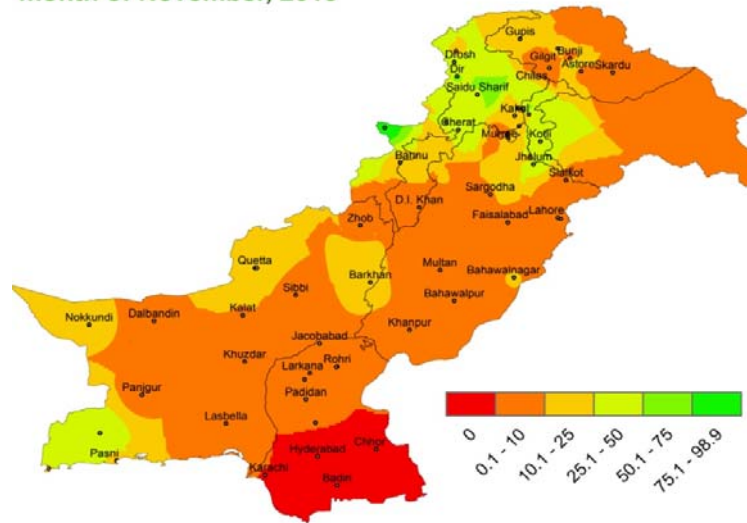 Gupis
Drosh
Bunji
Gilgit
Dir
Astore
Skardu
Chilas
Saidu Sharif
Kakul
Cherat
Kotli
Bannu
Jhelum
Sialkot
Sargodha
D.I. Khan
Lahore
Zhob
Faisalabad
Quetta
Multan
Barkhan
Bahawalnagar
Sibbi
Bahawalpur
Nokkundi
Dalbandin
Kalat
Khanpur
Jacobabad
Khuzdar
Rohri
Larkana
Panjgur
Padidan
Lasbella
Pasni
Hyderabad
Chhor
Karachi
Badin
0
0.1 - 10
10.1 - 25
25.1 - 50
50.1 - 75
75.1 - 98.9